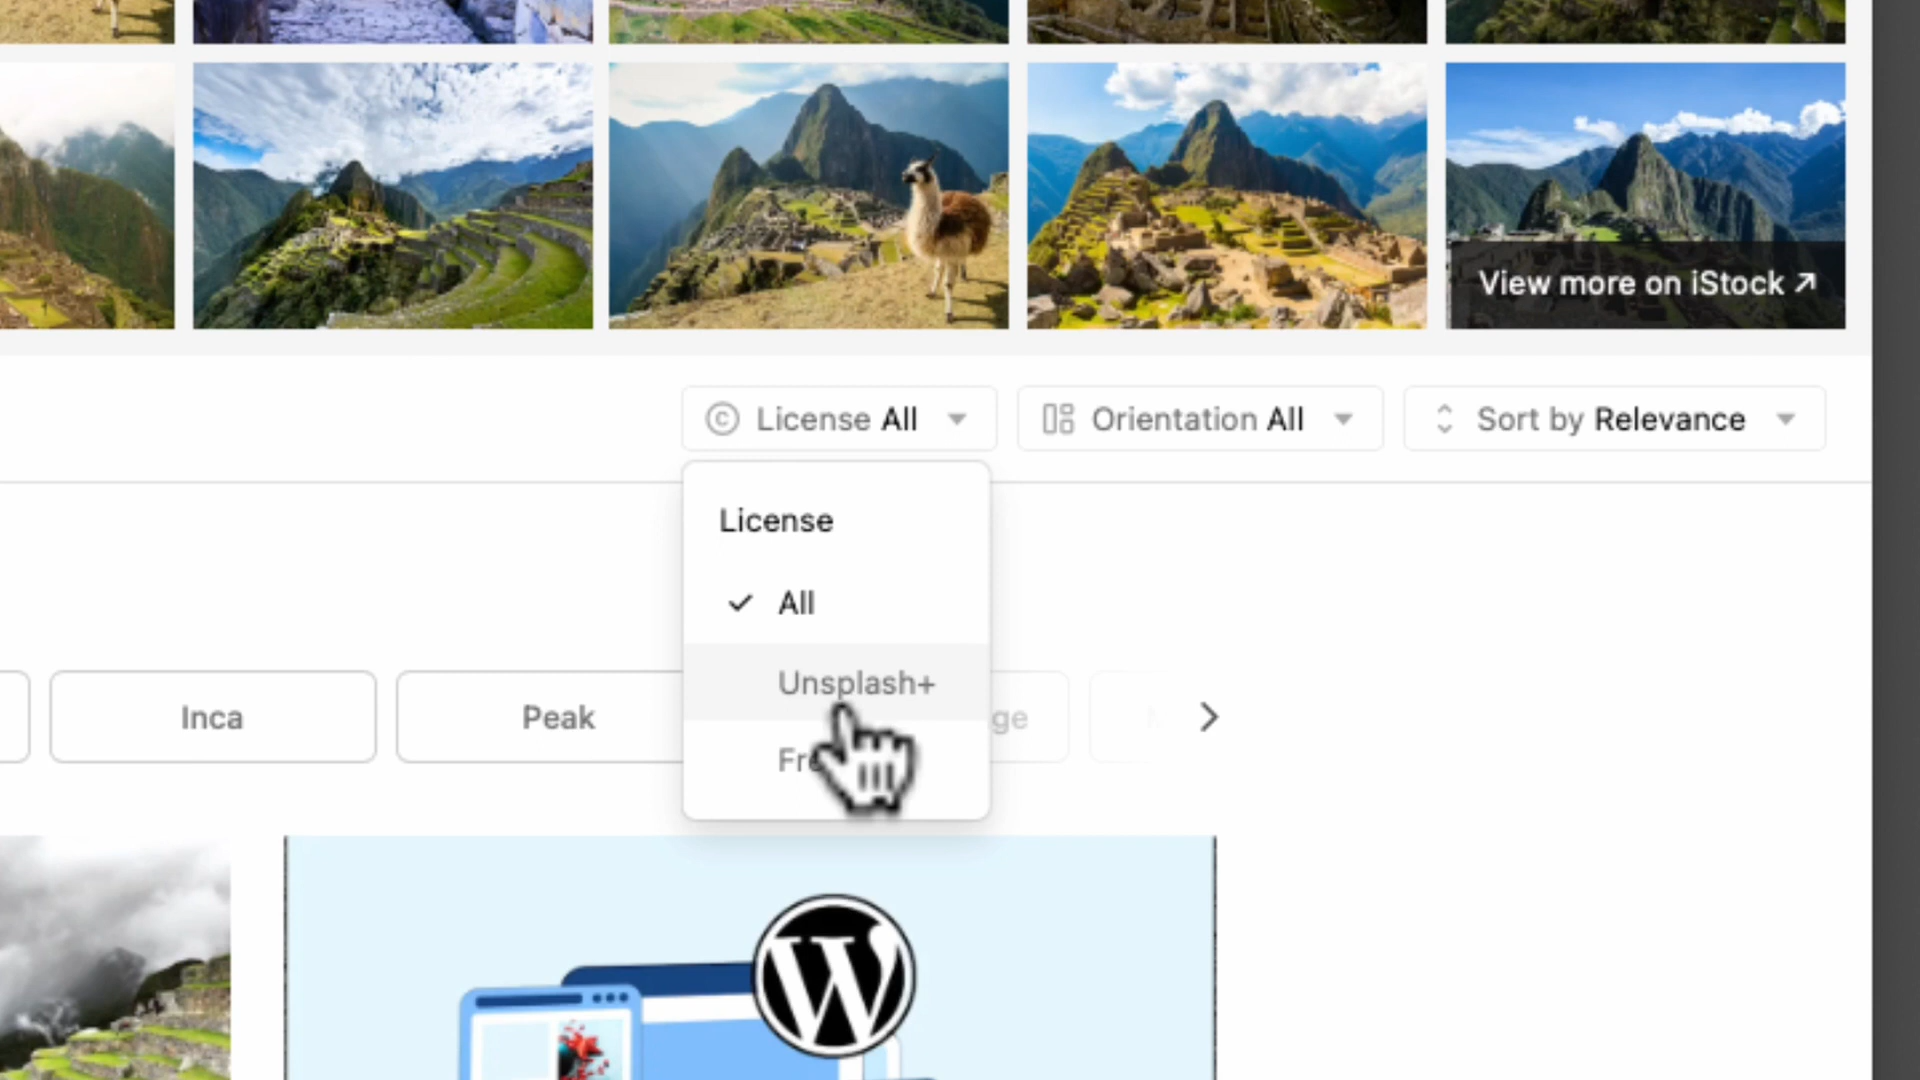 View more on iStock ↗
License All
Orientation All
Sort by Relevance
License
All
Unsplash+
Inca
Peak
W